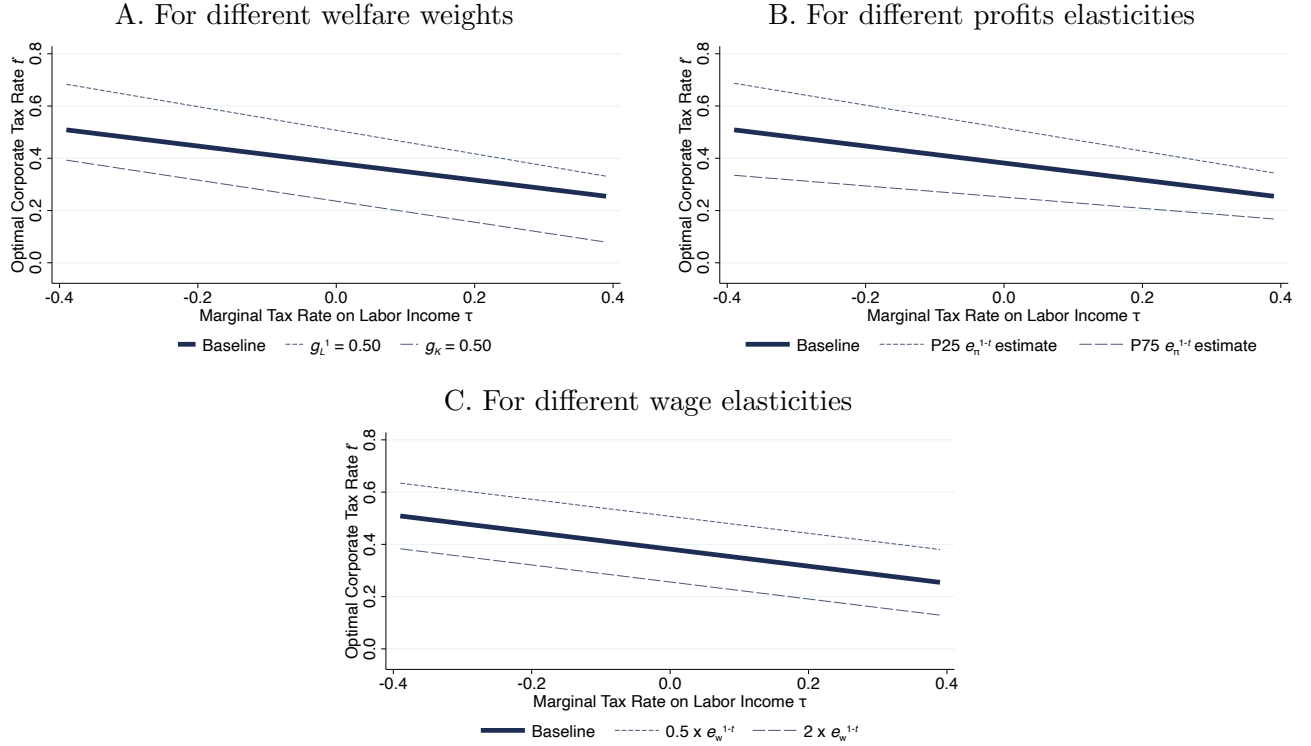 A. For different welfare weights
Optimal Corporate Tax Rate t*
0.8
0.6
0.4
0.2
0.0
-0.4 -0.2 0.0 0.2 0.4
Marginal Tax Rate on Labor Income τ
Baseline g_L^1 = 0.50 g_K = 0.50
B. For different profits elasticities
Optimal Corporate Tax Rate t*
0.8
0.6
0.4
0.2
0.0
-0.4 -0.2 0.0 0.2 0.4
Marginal Tax Rate on Labor Income τ
Baseline P25 e_π^1-t estimate P75 e_π^1-t estimate
C. For different wage elasticities
Optimal Corporate Tax Rate t*
0.8
0.6
0.4
0.2
0.0
-0.4 -0.2 0.0 0.2 0.4
Marginal Tax Rate on Labor Income τ
Baseline 0.5 x e_w^1-t 2 x e_w^1-t